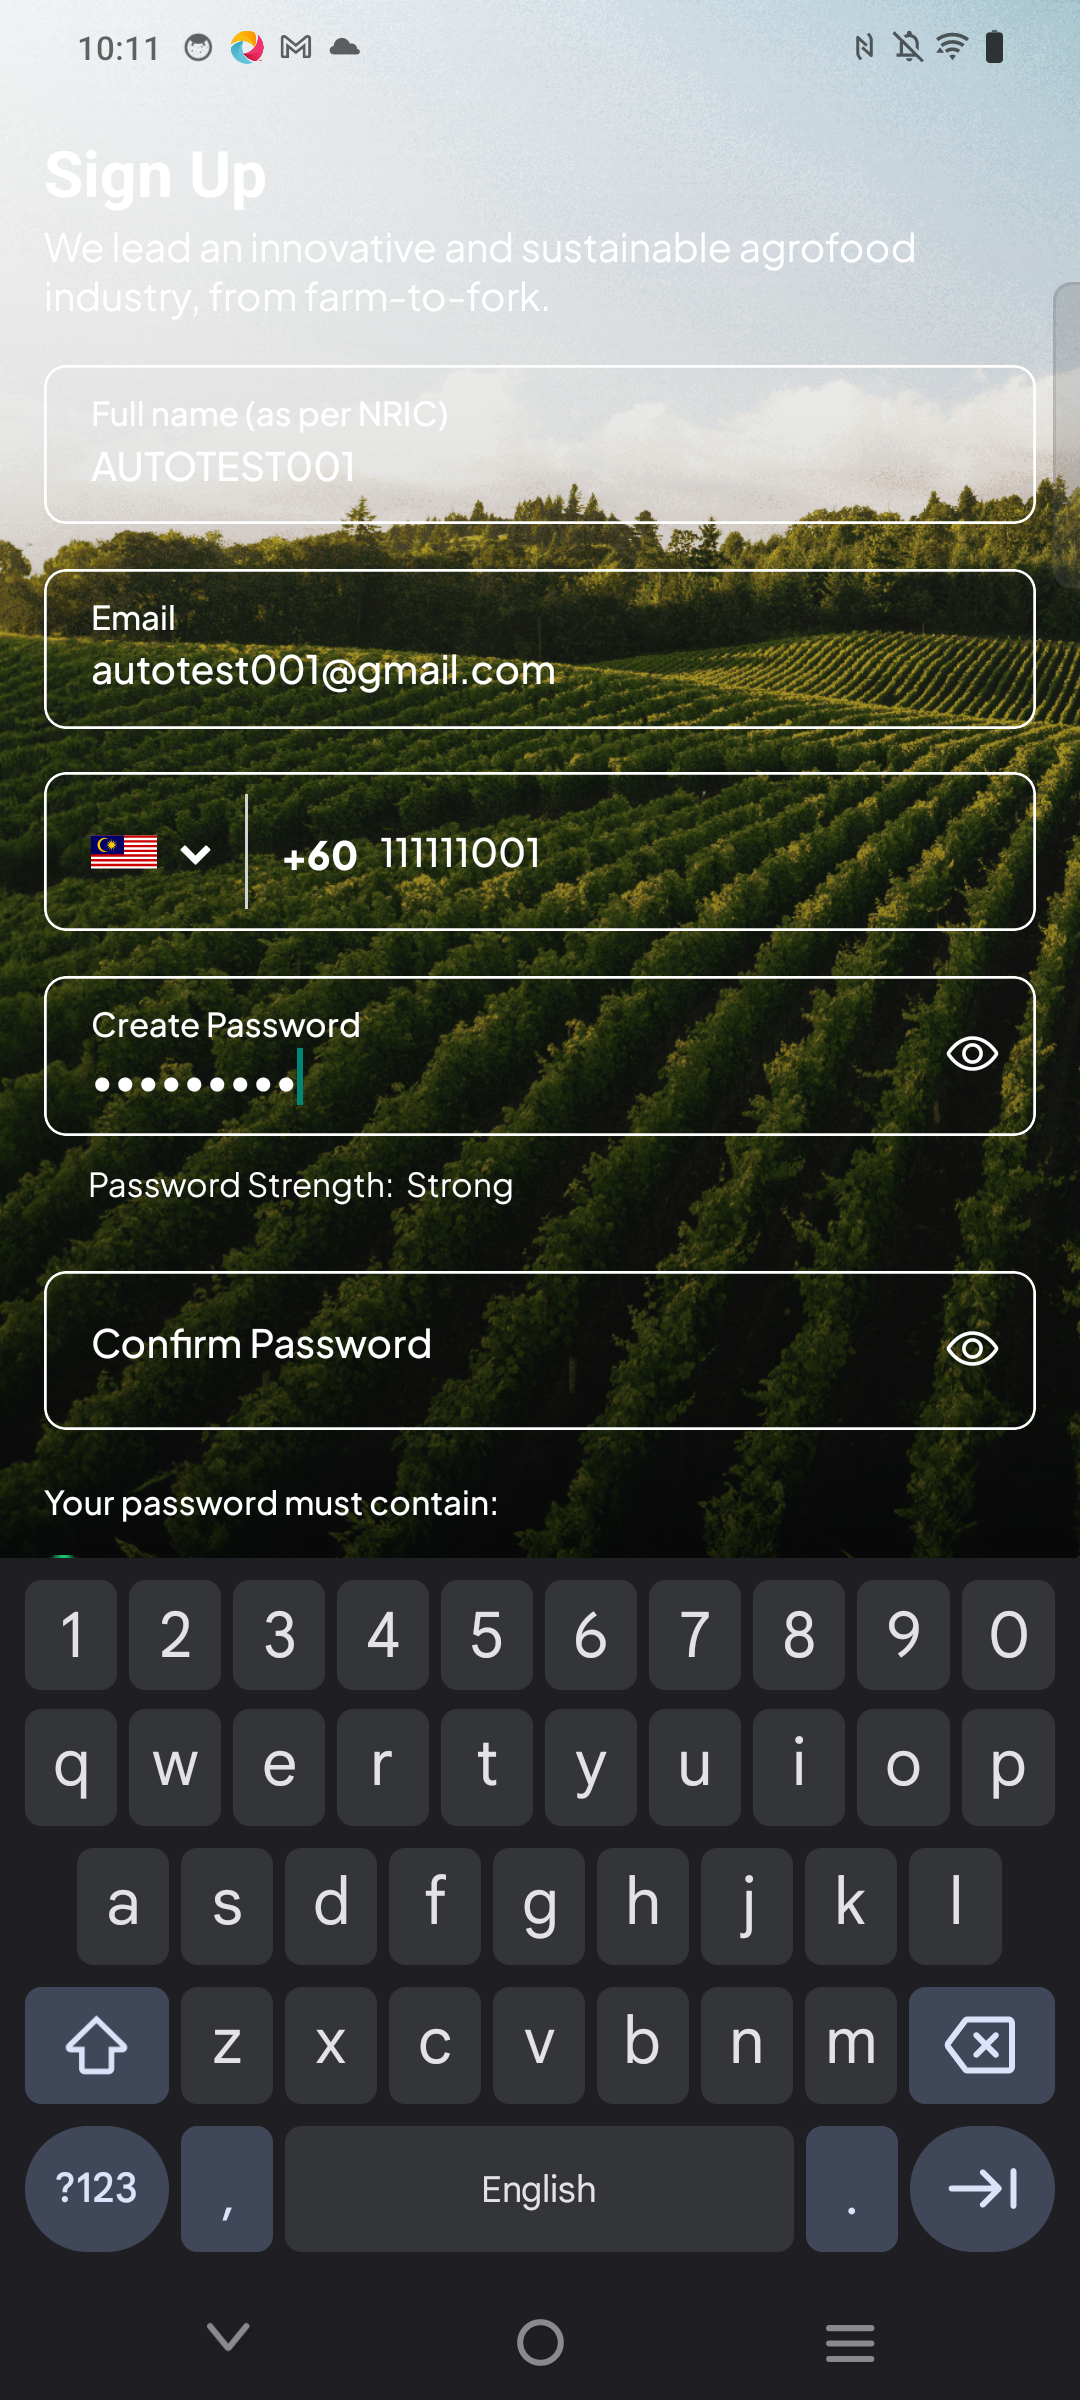 10:11
Sign Up
We lead an innovative and sustainable agrofood
industry, from farm-to-fork.
Full name (as per NRIC)
AUTOTEST001
Email
autotest001@gmail.com
+60 111111001
Create Password
•••••••••
Password Strength: Strong
Confirm Password
Your password must contain:
1 2 3 4 5 6 7 8 9 0
q w e r t y u i o p
a s d f g h j k l
z x c v b n m
?123 , English .